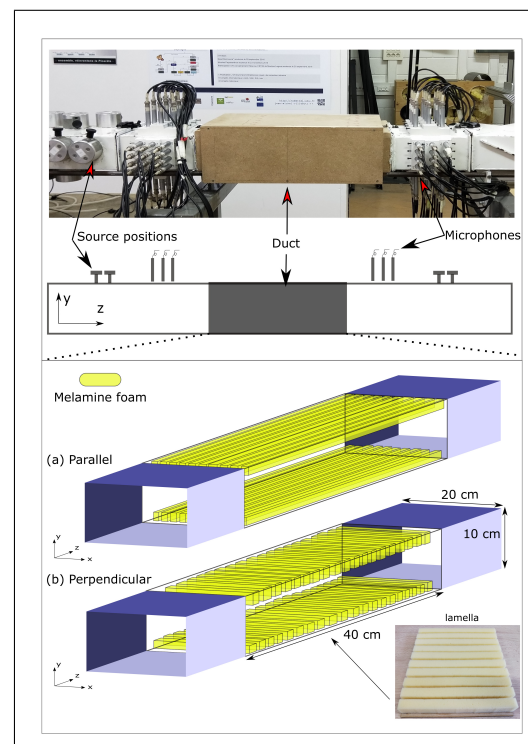 Source positions
Duct
Microphones
y
z
Melamine foam
(a) Parallel
20 cm
10 cm
y
z
x
(b) Perpendicular
40 cm
lamella
y
z
x